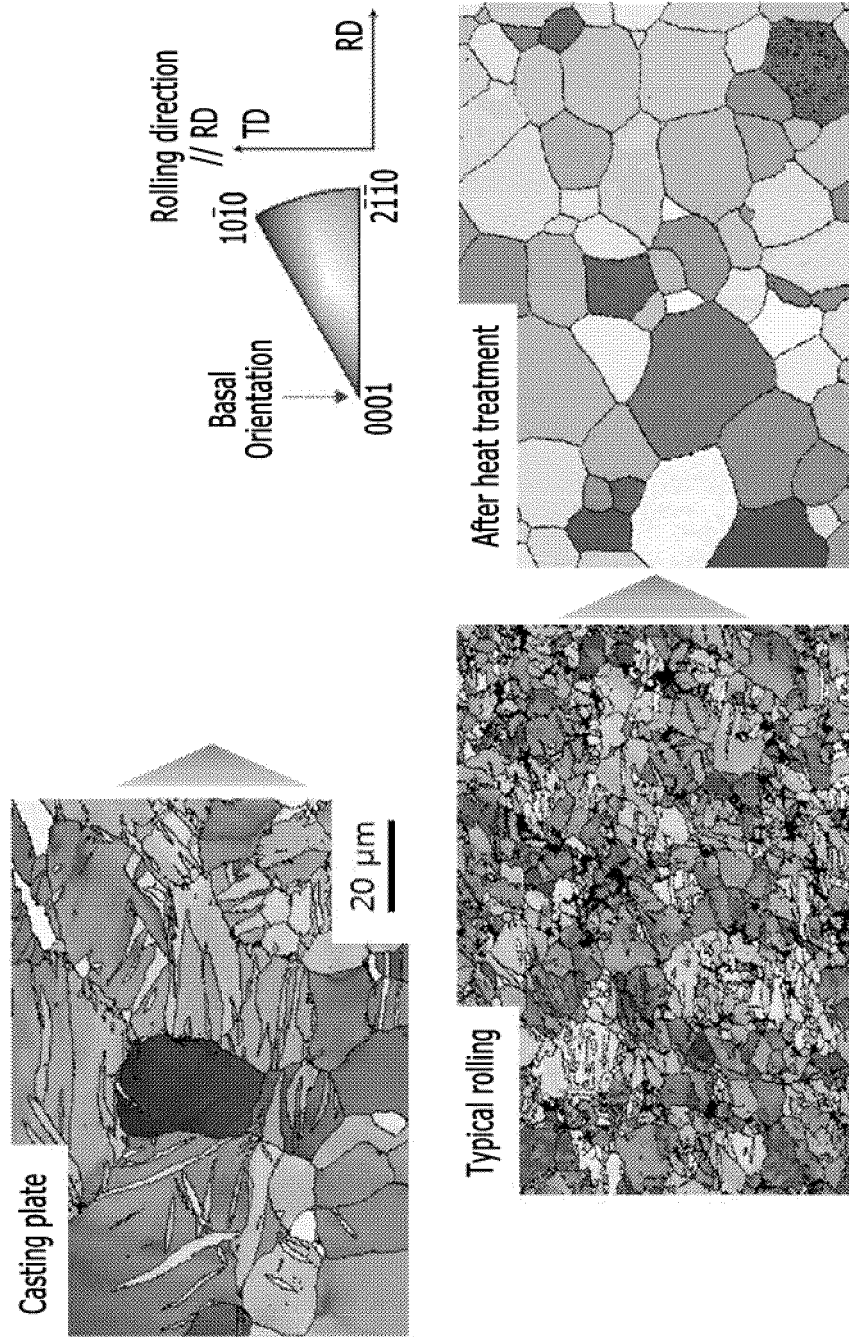 Casting plate
20 μm
Basal
Orientation
0001
101̅0
21̅1̅0
Rolling direction
// RD
TD
RD
Typical rolling
After heat treatment